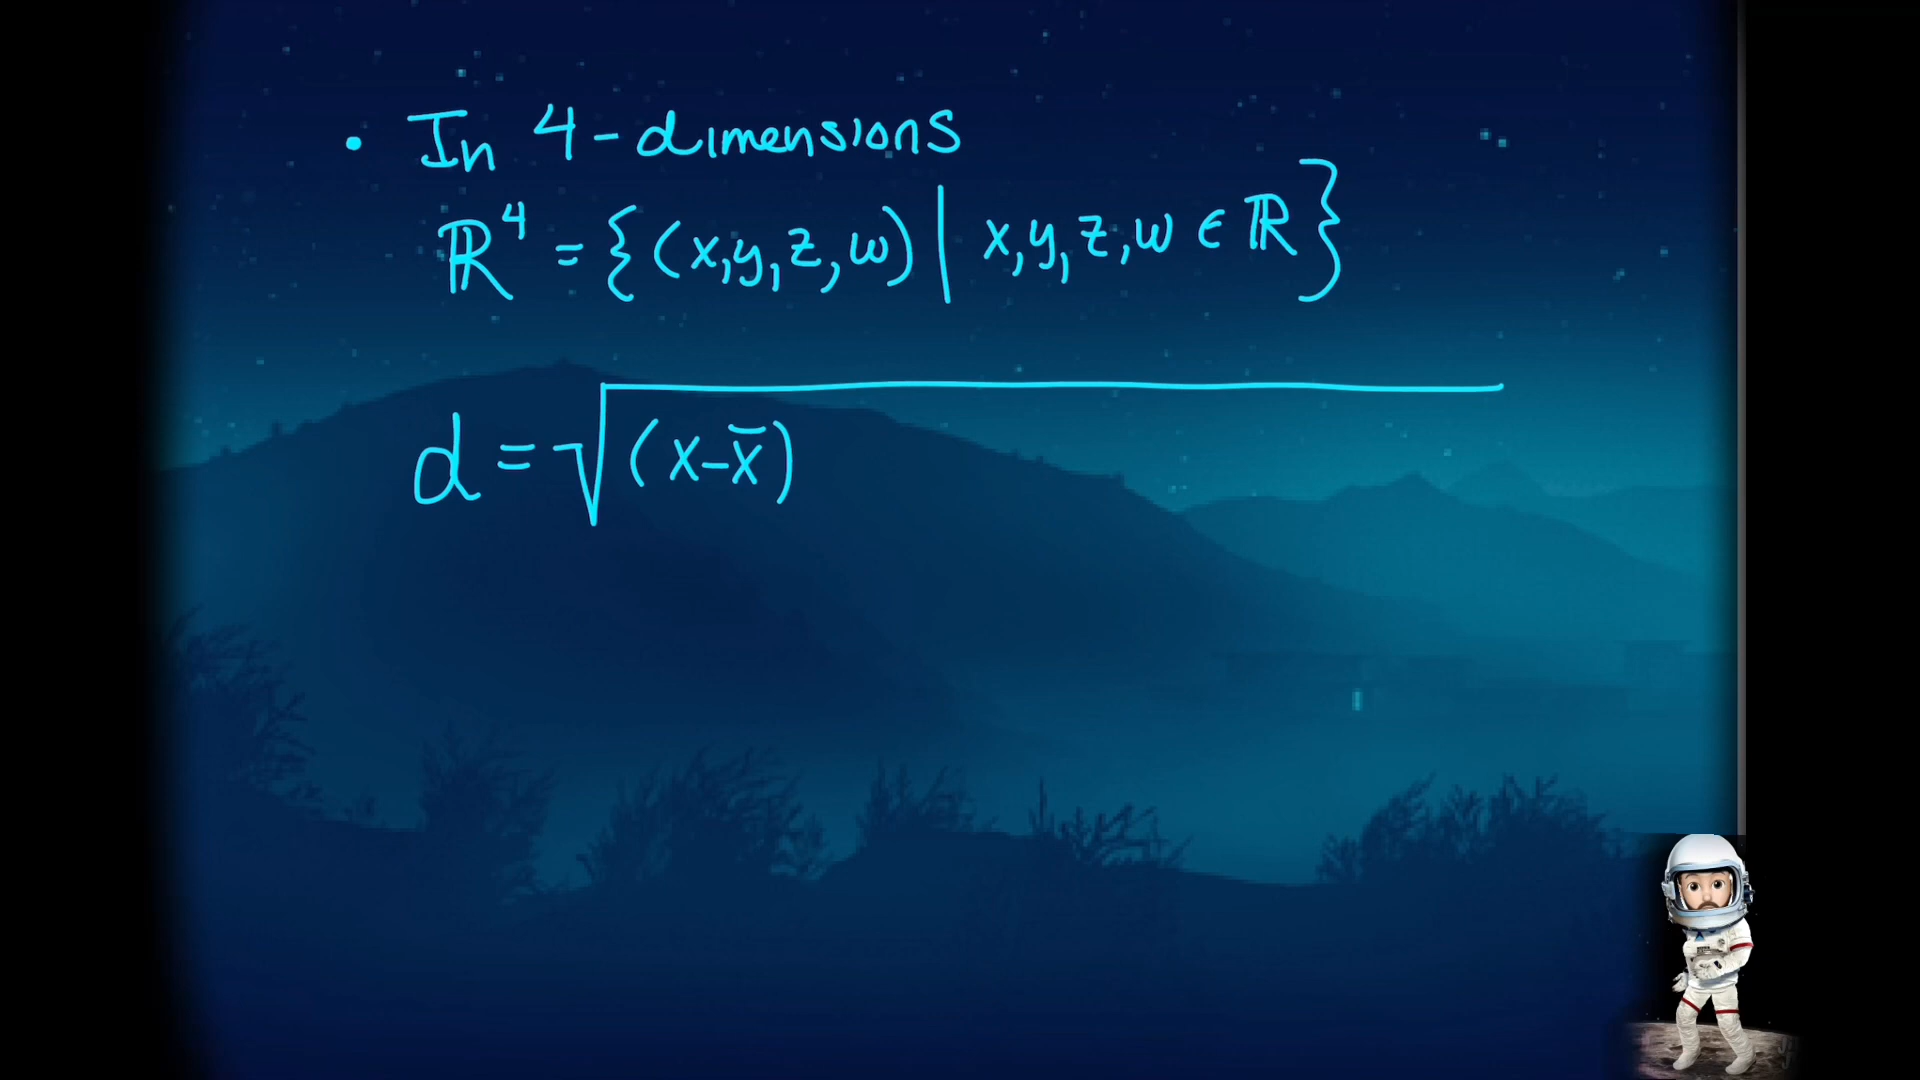 • In 4-dimensions
ℝ⁴ = {(x,y,z,w) | x,y,z,w ∈ ℝ}
d = √(x-x̄)